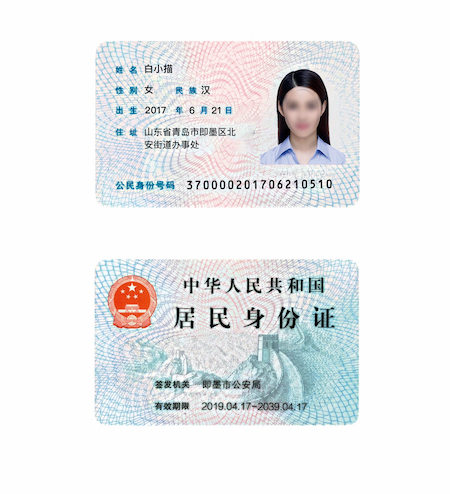 姓名 白小描
性别 女 民族 汉
出生 2017 年 6 月 21 日
住址 山东省青岛市即墨区北
安街道办事处
公民身份号码 370000201706210510
中华人民共和国
居民身份证
签发机关 即墨市公安局
有效期限 2019.04.17-2039.04.17